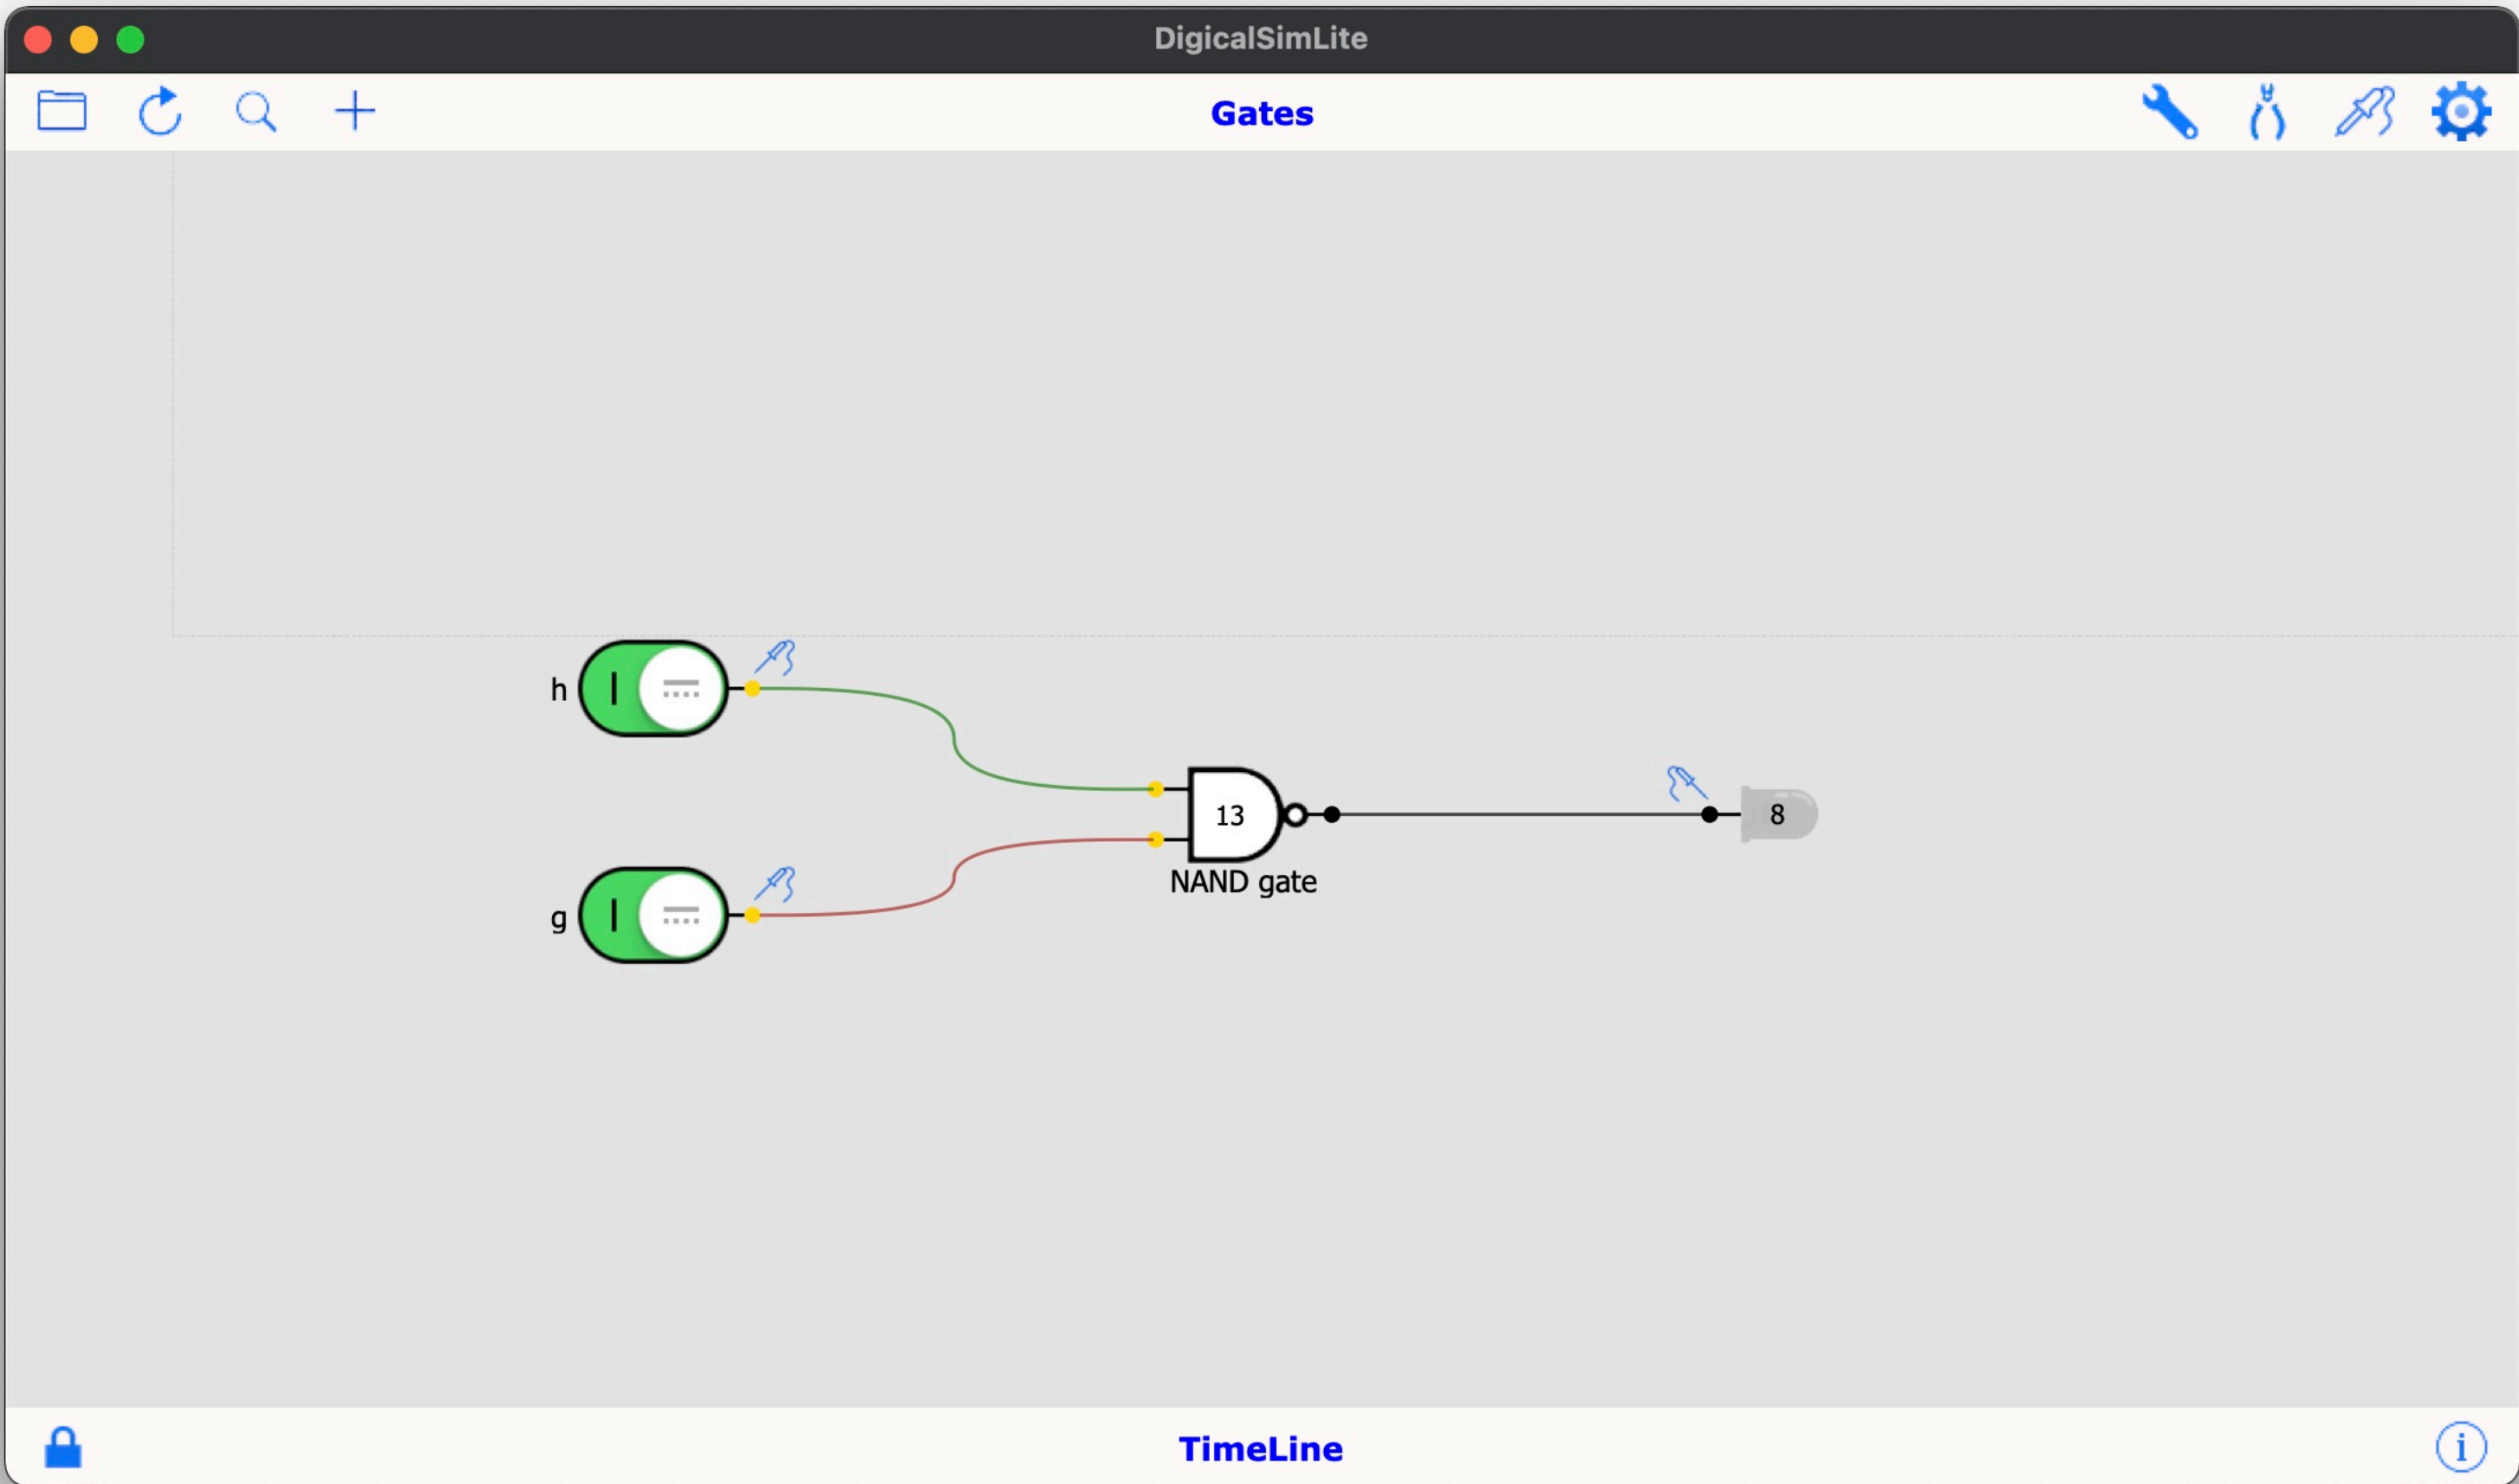 DigicalSimLite
Gates
h
13
8
NAND gate
g
TimeLine